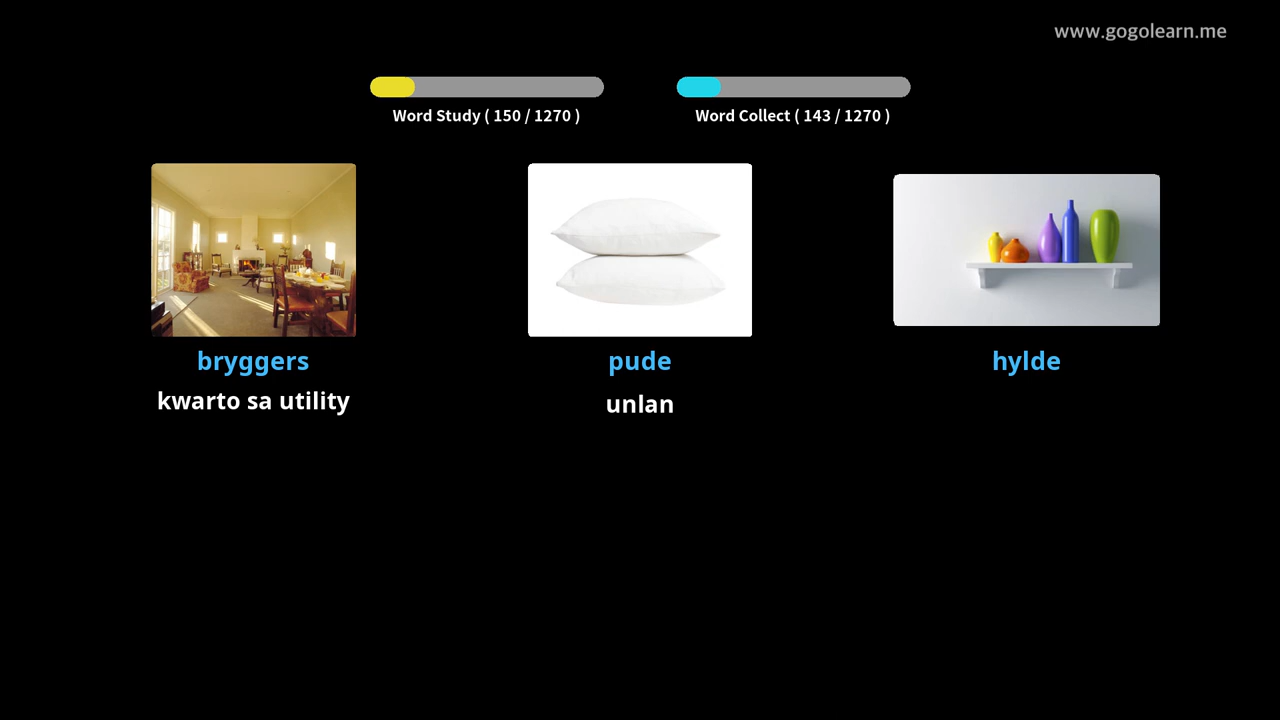 www.gogolearn.me
Word Study ( 150 / 1270 )
Word Collect ( 143 / 1270 )
bryggers
kwarto sa utility
pude
unlan
hylde